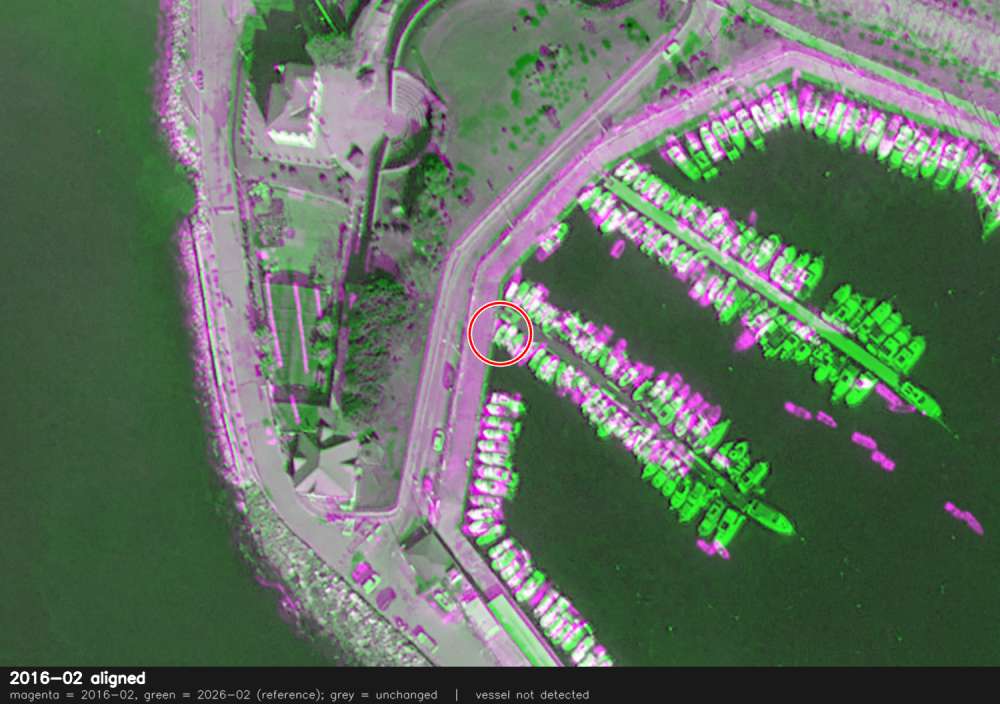 2016-02 aligned
magenta = 2016-02, green = 2026-02 (reference); grey = unchanged | vessel not detected